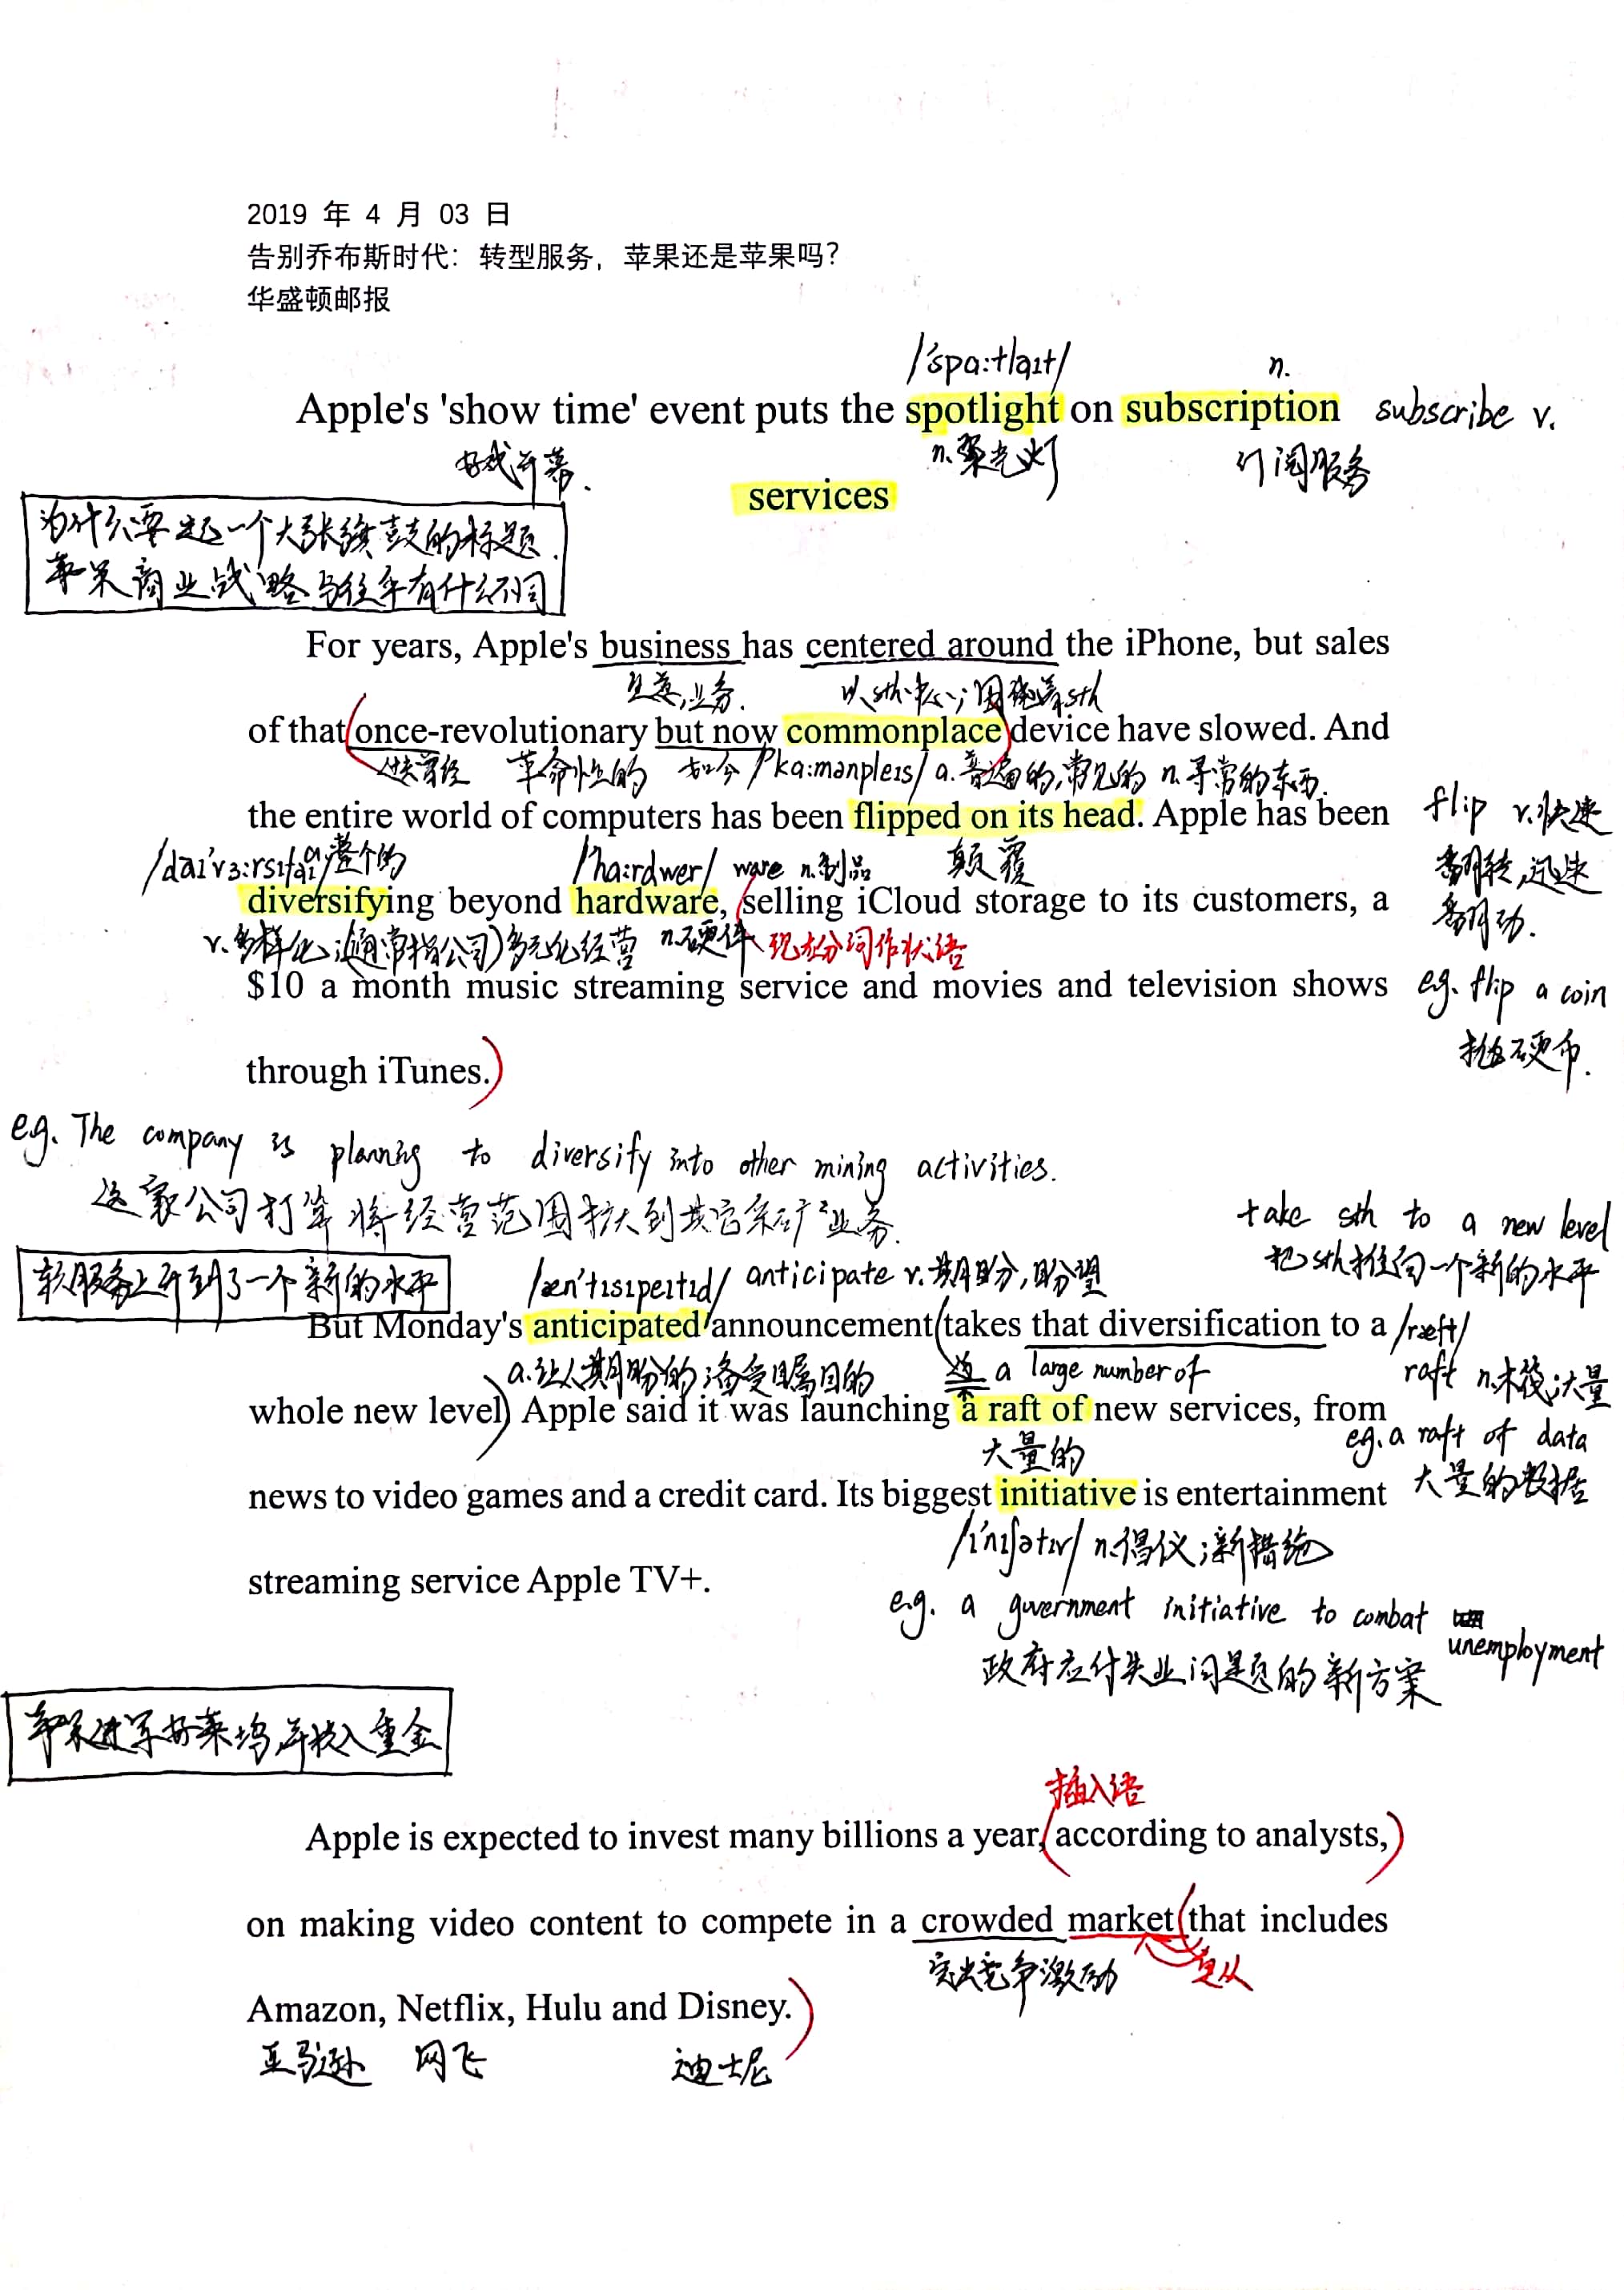 2019 年 4 月 03 日
告别乔布斯时代：转型服务，苹果还是苹果吗？
华盛顿邮报
/'spɑ:tlaɪt/ n.
Apple's 'show time' event puts the spotlight on subscription subscribe v.
好戏开幕. n.聚光灯 订阅服务
services
为什么要起一个大张旗鼓的标题.
苹果商业战略与往年有什么不同
For years, Apple's business has centered around the iPhone, but sales
生意,业务. 以sth中心;围绕着sth
of that once-revolutionary but now commonplace device have slowed. And
曾经 革命性的 如今 /'kɑ:mənpleɪs/ a.普遍的,常见的 n.寻常的东西.
the entire world of computers has been flipped on its head. Apple has been flip v.快速
/daɪ'vɜ:rsɪfaɪ/ 整个的 /'hɑ:rdwer/ ware n.制品 颠覆 翻转,迅速
diversifying beyond hardware, selling iCloud storage to its customers, a 翻动.
v.多样化;(通常指公司)多元化经营 n.硬件 现在分词作状语
$10 a month music streaming service and movies and television shows eg. flip a coin
抛硬币.
through iTunes.
eg. The company is planning to diversify into other mining activities.
这家公司打算将经营范围扩大到其它采矿业务.
take sth to a new level
把sth推向一个新的水平
软服务上升到了一个新的水平
/æn'tɪsɪpeɪtɪd/ anticipate v.期盼,盼望
But Monday's anticipated announcement takes that diversification to a /ræft/
a.让人期盼的;备受瞩目的 a large number of raft n.木筏;大量
whole new level. Apple said it was launching a raft of new services, from
大量的 eg. a raft of data
news to video games and a credit card. Its biggest initiative is entertainment 大量的数据
/ɪ'nɪʃətɪv/ n.倡议;新措施
streaming service Apple TV+.
e.g. a government initiative to combat unemployment
政府应付失业问题的新方案
苹果进军好莱坞,并投入重金
插入语
Apple is expected to invest many billions a year, according to analysts,
on making video content to compete in a crowded market that includes
突出竞争激励 定从
Amazon, Netflix, Hulu and Disney.
亚马逊 网飞 迪士尼